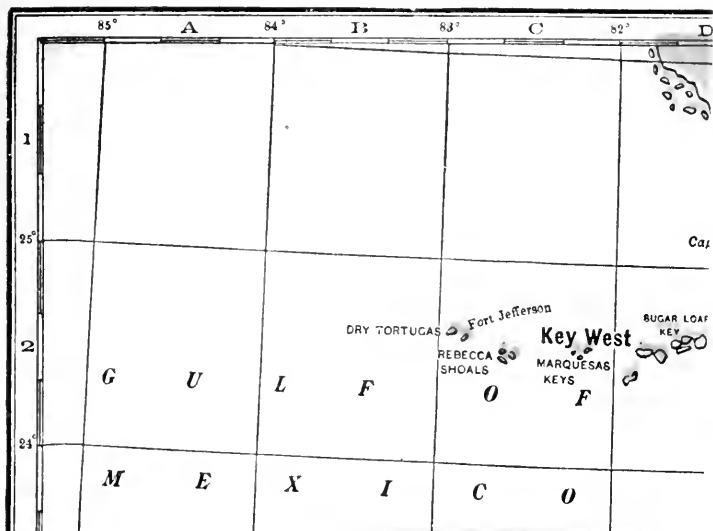 85° A 84° B 83° C 82° D
1
25°
SUGAR LOAF
KEY
Fort Jefferson
DRY TORTUGAS
Key West
2
REBECCA
SHOALS
MARQUESAS
KEYS
G U L F O F
24°
M E X I C O